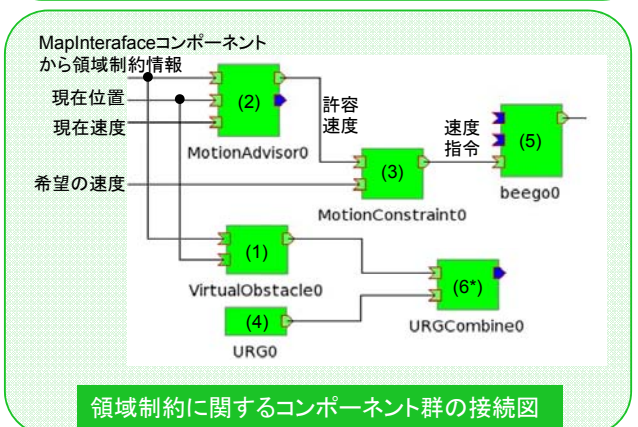 MapInterafaceコンポーネント
から領域制約情報
現在位置
現在速度
(2)
MotionAdvisor0
許容
速度
速度
指令
(5)
beego0
希望の速度
(3)
MotionConstraint0
(1)
VirtualObstacle0
(4)
URG0
(6*)
URGCombine0
領域制約に関するコンポーネント群の接続図